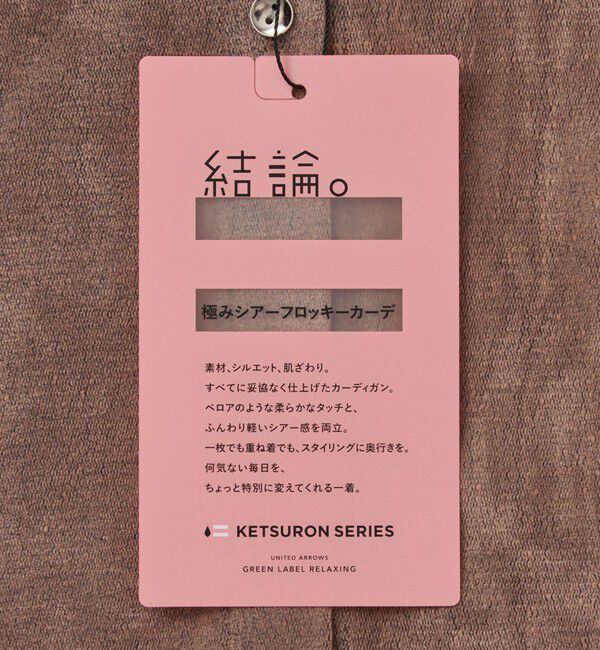 結論。
極みシアーフロッキーカーデ
素材、シルエット、肌ざわり。
すべてに妥協なく仕上げたカーディガン。
ベロアのような柔らかなタッチと、
ふんわり軽いシアー感を両立。
一枚でも重ね着でも、スタイリングに奥行きを。
何気ない毎日を、
ちょっと特別に変えてくれる一着。
KETSURON SERIES
UNITED ARROWS
GREEN LABEL RELAXING